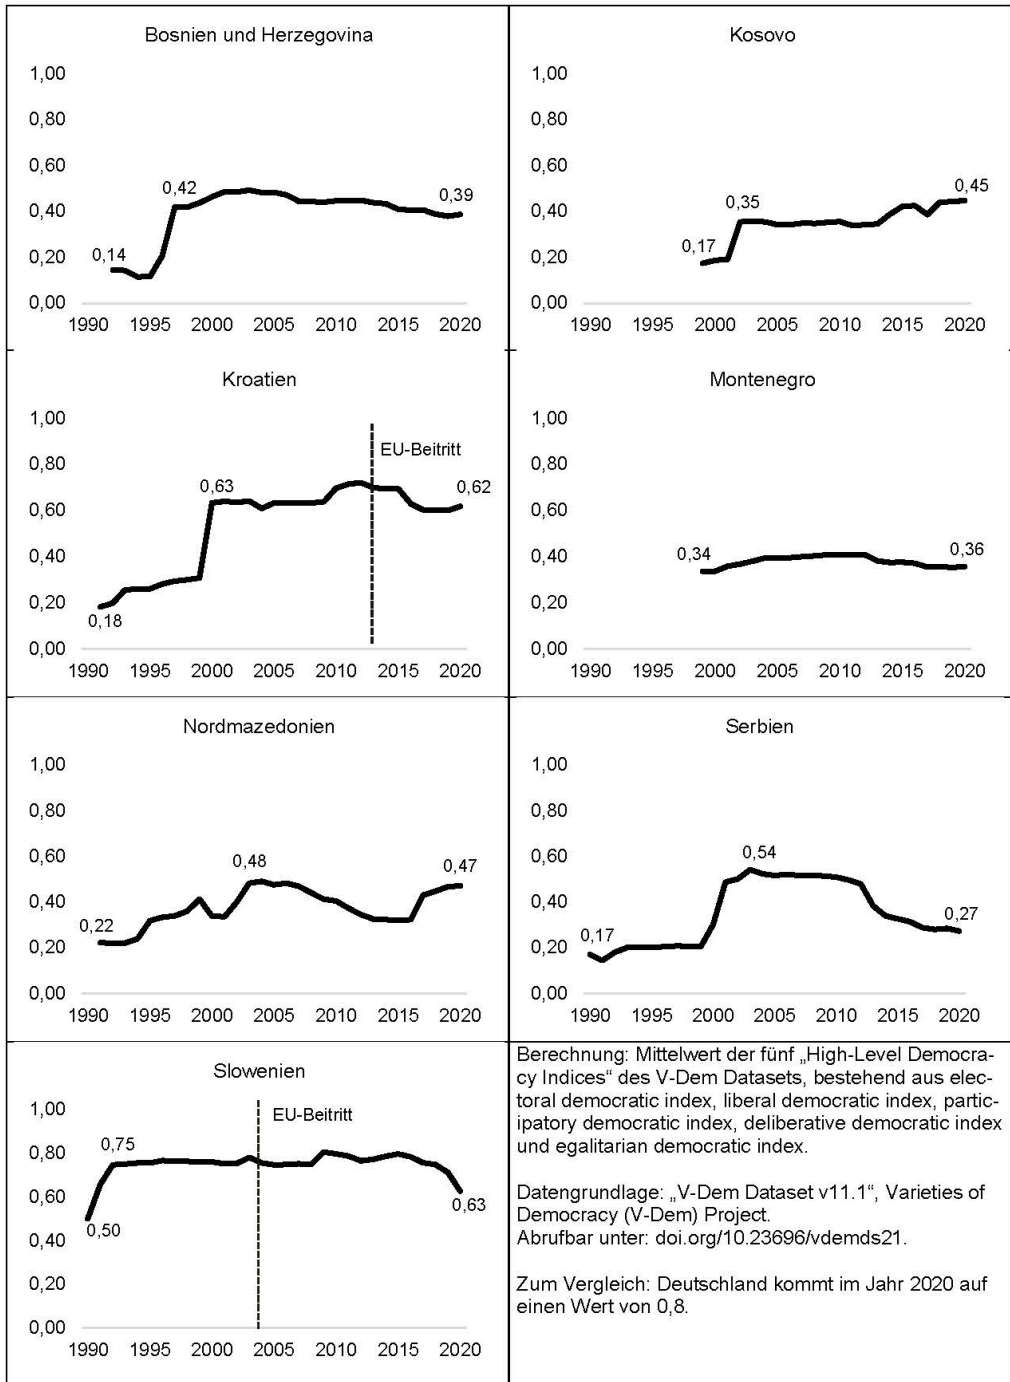 Bosnien und Herzegovina
1,00
0,80
0,60
0,42
0,39
0,40
0,14
0,20
0,00
1990 1995 2000 2005 2010 2015 2020
Kosovo
1,00
0,80
0,60
0,45
0,35
0,40
0,17
0,20
0,00
1990 1995 2000 2005 2010 2015 2020
Kroatien
1,00
EU-Beitritt
0,80
0,63
0,62
0,60
0,40
0,20
0,18
0,00
1990 1995 2000 2005 2010 2015 2020
Montenegro
1,00
0,80
0,60
0,34
0,36
0,40
0,20
0,00
1990 1995 2000 2005 2010 2015 2020
Nordmazedonien
1,00
0,80
0,60
0,48
0,47
0,40
0,22
0,20
0,00
1990 1995 2000 2005 2010 2015 2020
Serbien
1,00
0,80
0,60
0,54
0,40
0,27
0,17
0,20
0,00
1990 1995 2000 2005 2010 2015 2020
Slowenien
1,00
EU-Beitritt
0,75
0,80
0,60
0,63
0,50
0,40
0,20
0,00
1990 1995 2000 2005 2010 2015 2020
Berechnung: Mittelwert der fünf „High-Level Democra-
cy Indices“ des V-Dem Datasets, bestehend aus elec-
toral democratic index, liberal democratic index, partic-
ipatory democratic index, deliberative democratic index
und egalitarian democratic index.
Datengrundlage: „V-Dem Dataset v11.1“, Varieties of
Democracy (V-Dem) Project.
Abrufbar unter: doi.org/10.23696/vdemds21.
Zum Vergleich: Deutschland kommt im Jahr 2020 auf
einen Wert von 0,8.